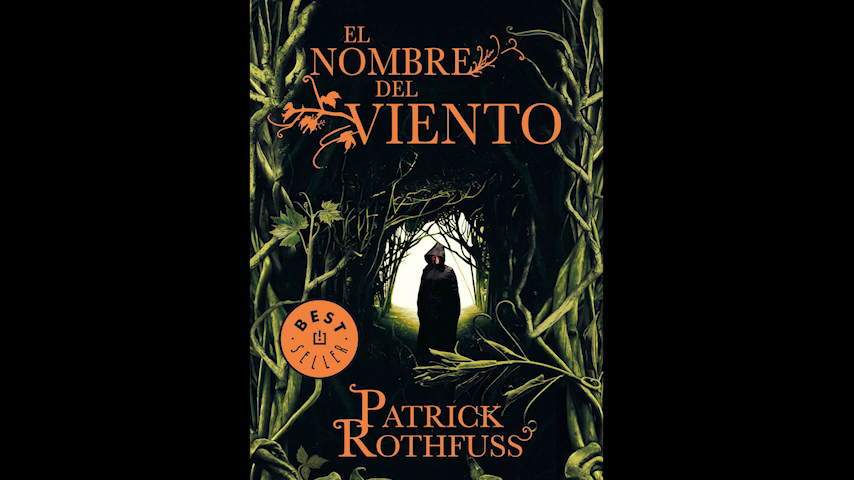 EL
NOMBRE
DEL
VIENTO
BEST
SELLER
PATRICK
ROTHFUSS